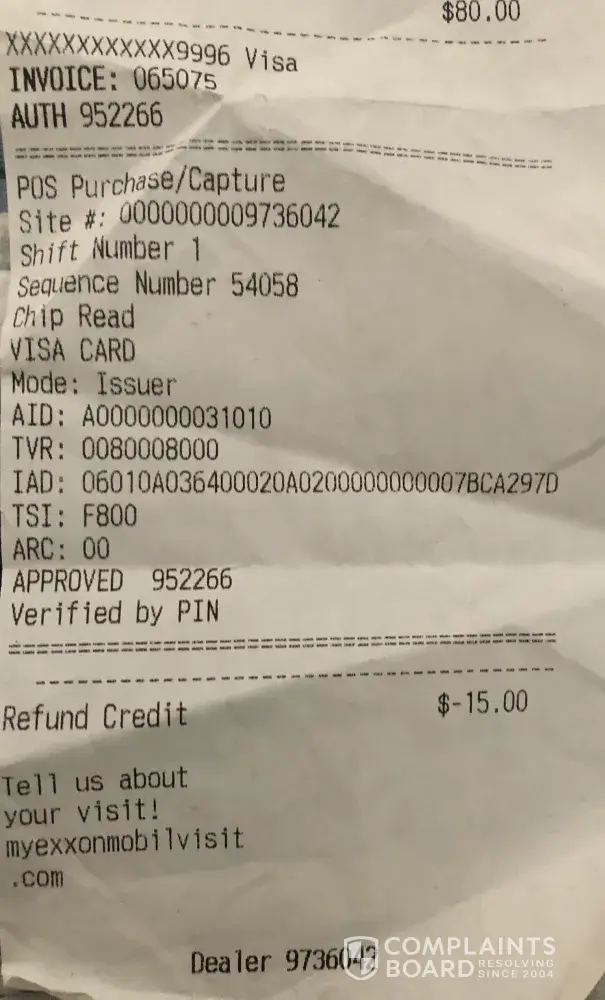 $80.00
XXXXXXXXXXXX9996 Visa
INVOICE: 065075
AUTH 952266
POS Purchase/Capture
Site #: 0000000009736042
Shift Number 1
Sequence Number 54058
Chip Read
VISA CARD
Mode: Issuer
AID: A0000000031010
TVR: 0080008000
IAD: 06010A036400020A0200000000007BCA297D
TSI: F800
ARC: 00
APPROVED 952266
Verified by PIN
Refund Credit $-15.00
Tell us about
your visit!
myexxonmobilvisit
.com
Dealer 9736042
COMPLAINTS
BOARD RESOLVING
SINCE 2004